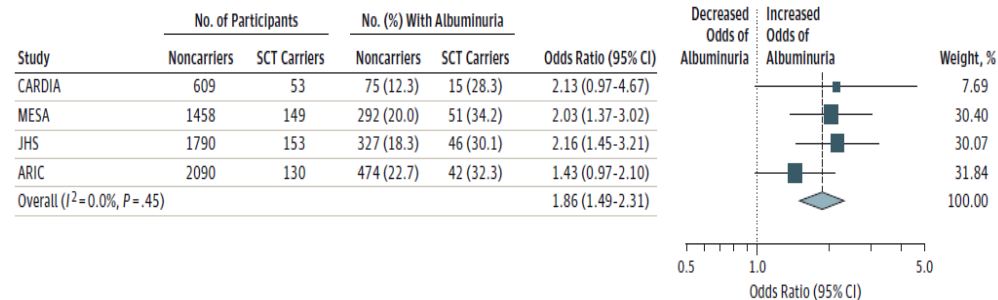 No. of Participants No. (%) With Albuminuria Decreased Odds of Albuminuria Increased Odds of Albuminuria
Study Noncarriers SCT Carriers Noncarriers SCT Carriers Odds Ratio (95% CI) Weight, %
CARDIA 609 53 75 (12.3) 15 (28.3) 2.13 (0.97-4.67) 7.69
MESA 1458 149 292 (20.0) 51 (34.2) 2.03 (1.37-3.02) 30.40
JHS 1790 153 327 (18.3) 46 (30.1) 2.16 (1.45-3.21) 30.07
ARIC 2090 130 474 (22.7) 42 (32.3) 1.43 (0.97-2.10) 31.84
Overall (I²=0.0%, P=.45) 1.86 (1.49-2.31) 100.00
0.5 1.0 5.0
Odds Ratio (95% CI)